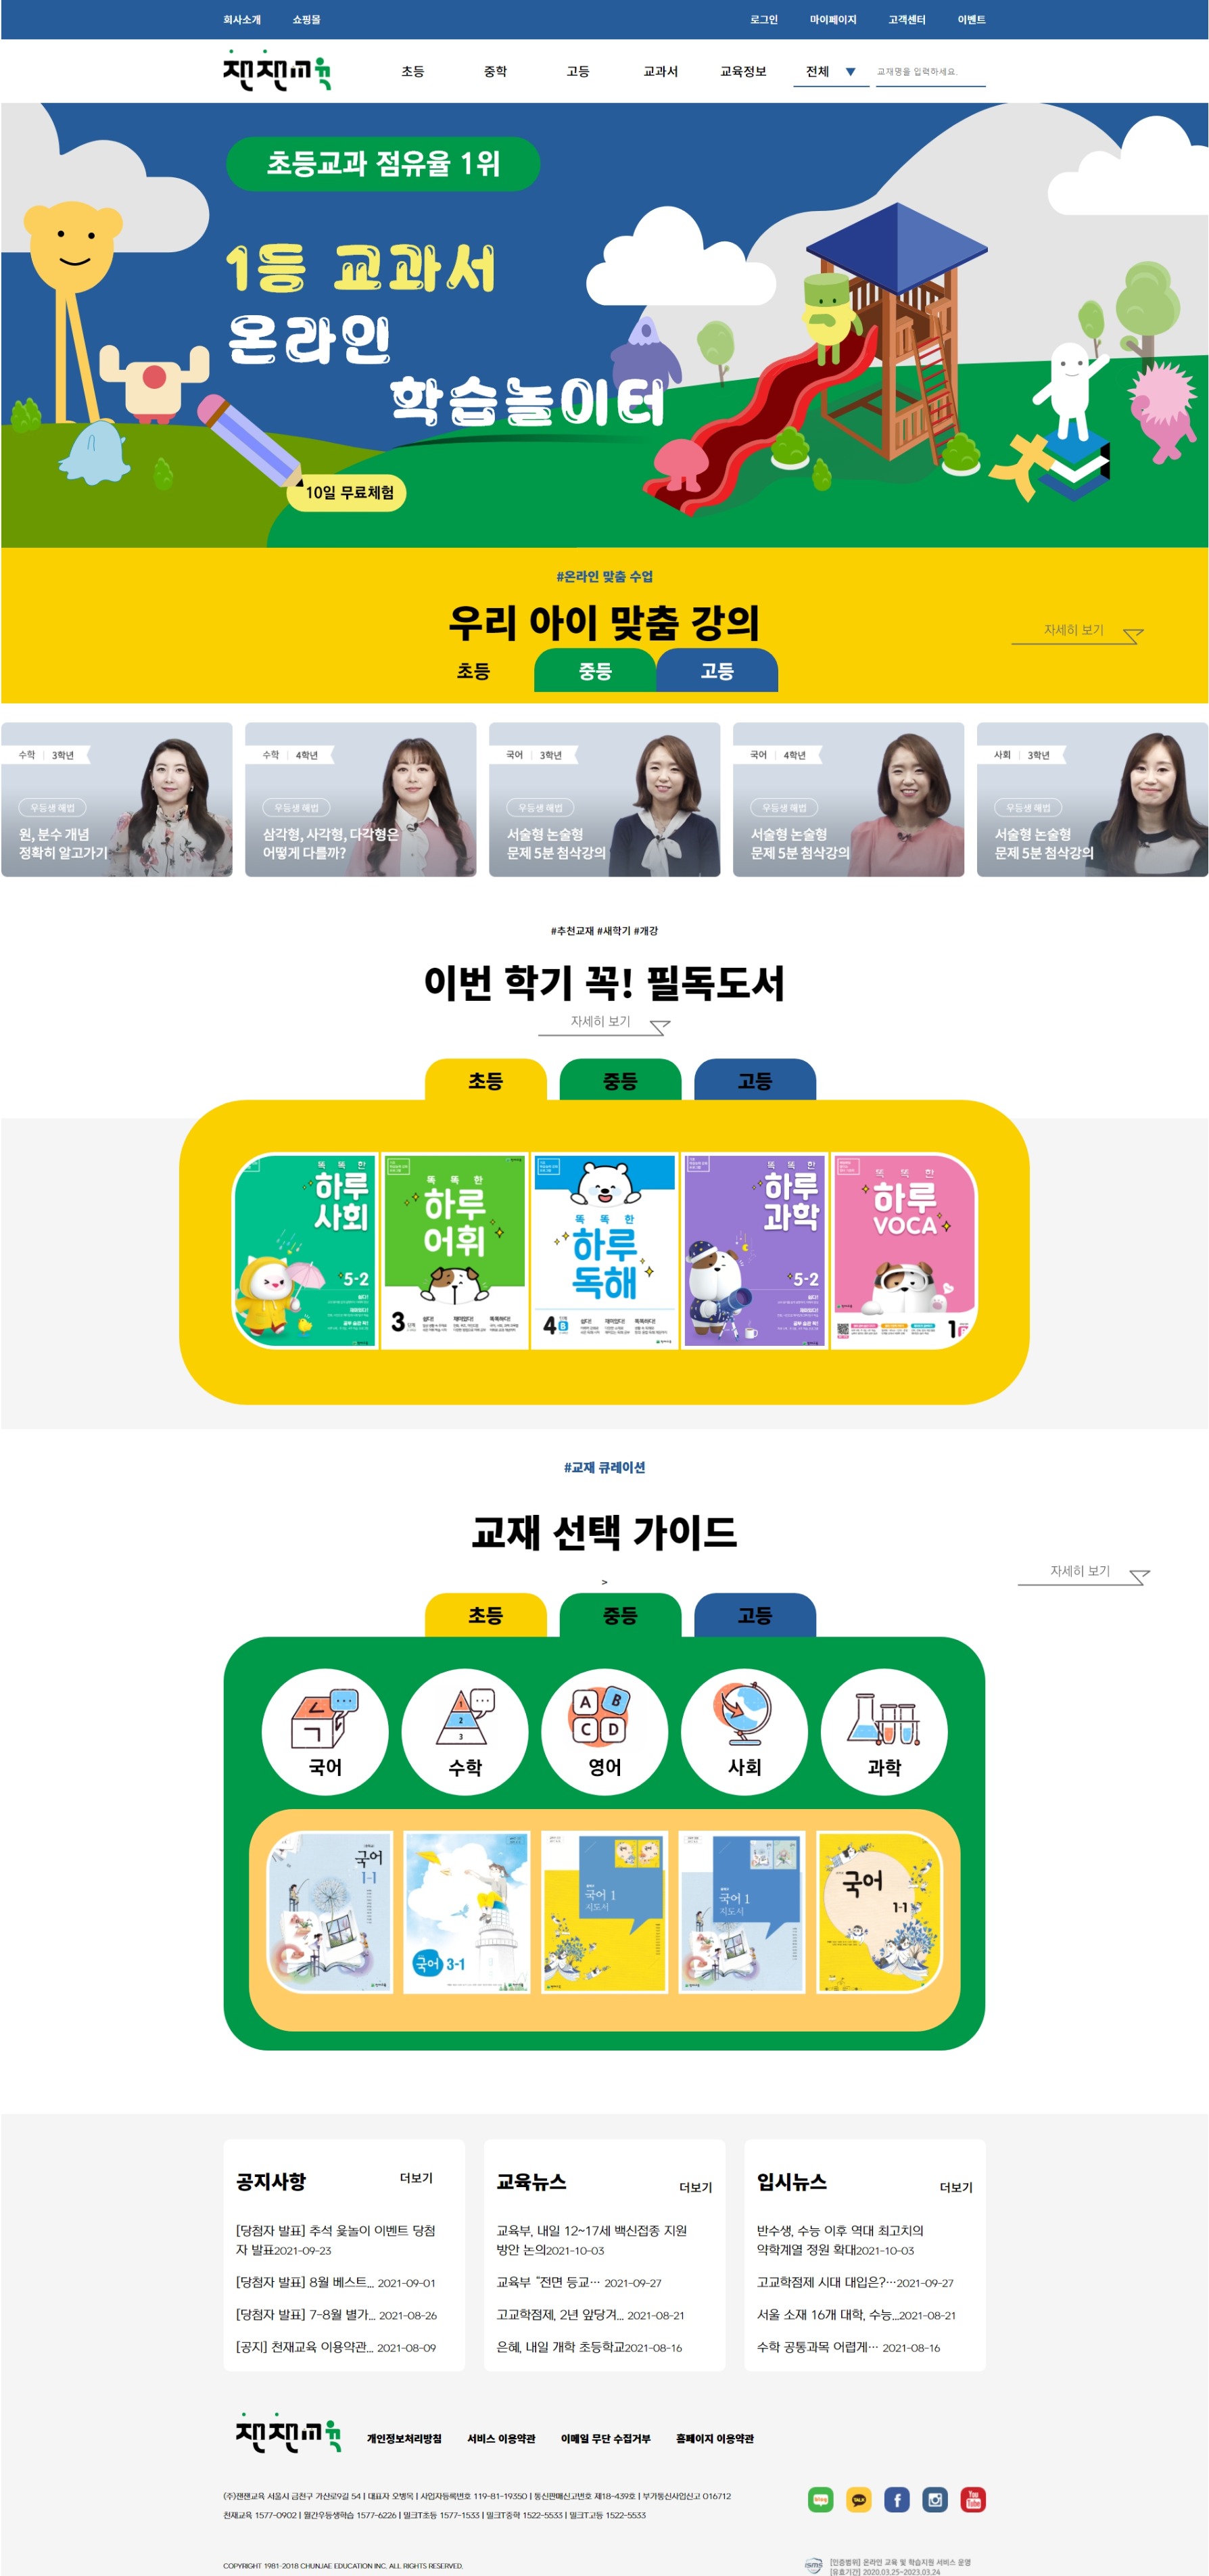 회사소개 쇼핑몰 로그인 마이페이지 고객센터 이벤트
챈챈교육 초등 중학 고등 교과서 교육정보 전체 ▼ 교재명을 입력하세요.
초등교과 점유율 1위
1등 교과서
온라인
학습놀이터
10일 무료체험
#온라인 맞춤 수업
우리 아이 맞춤 강의
자세히 보기
초등 중등 고등
수학 | 3학년
우등생 해법
원, 분수 개념
정확히 알고가기
수학 | 4학년
우등생 해법
삼각형, 사각형, 다각형은
어떻게 다를까?
국어 | 3학년
우등생 해법
서술형 논술형
문제 5분 첨삭강의
국어 | 4학년
우등생 해법
서술형 논술형
문제 5분 첨삭강의
사회 | 3학년
우등생 해법
서술형 논술형
문제 5분 첨삭강의
#추천교재 #새학기 #개강
이번 학기 꼭! 필독도서
자세히 보기
초등 중등 고등
똑똑한
하루
사회
5-2
똑똑한
하루
어휘
3단계
쉽다! 재미있다! 똑똑하다!
똑똑한
하루
독해
4단계 B
쉽다! 재미있다! 똑똑하다!
똑똑한
하루
과학
5-2
똑똑한
하루
VOCA
1
#교재 큐레이션
교재 선택 가이드
자세히 보기
>
초등 중등 고등
1
2
3
A B
C D
국어 수학 영어 사회 과학
국어
1-1
국어 3-1
국어 1
지도서
국어 1
지도서
국어
1-1
공지사항 더보기
[당첨자 발표] 추석 윷놀이 이벤트 당첨
자 발표2021-09-23
[당첨자 발표] 8월 베스트... 2021-09-01
[당첨자 발표] 7-8월 별가... 2021-08-26
[공지] 천재교육 이용약관... 2021-08-09
교육뉴스 더보기
교육부, 내일 12~17세 백신접종 지원
방안 논의2021-10-03
교육부 "전면 등교… 2021-09-27
고교학점제, 2년 앞당겨... 2021-08-21
은혜, 내일 개학 초등학교2021-08-16
입시뉴스 더보기
반수생, 수능 이후 역대 최고치의
약학계열 정원 확대2021-10-03
고교학점제 시대 대입은?…2021-09-27
서울 소재 16개 대학, 수능...2021-08-21
수학 공통과목 어렵게… 2021-08-16
챈챈교육 개인정보처리방침 서비스 이용약관 이메일 무단 수집거부 홈페이지 이용약관
(주)챈챈교육 서울시 금천구 가산로9길 54 | 대표자 오병목 | 사업자등록번호 119-81-19350 | 통신판매신고번호 제18-439호 | 부가통신사업신고 016712
천재교육 1577-0902 | 월간우등생학습 1577-6226 | 밀크T초등 1577-1533 | 밀크T중학 1522-5533 | 밀크T고등 1522-5533
blog TALK f You Tube
COPYRIGHT 1981-2018 CHUNJAE EDUCATION INC. ALL RIGHTS RESERVED.
ISMS [인증범위] 온라인 교육 및 학습지원 서비스 운영
[유효기간] 2020.03.25~2023.03.24